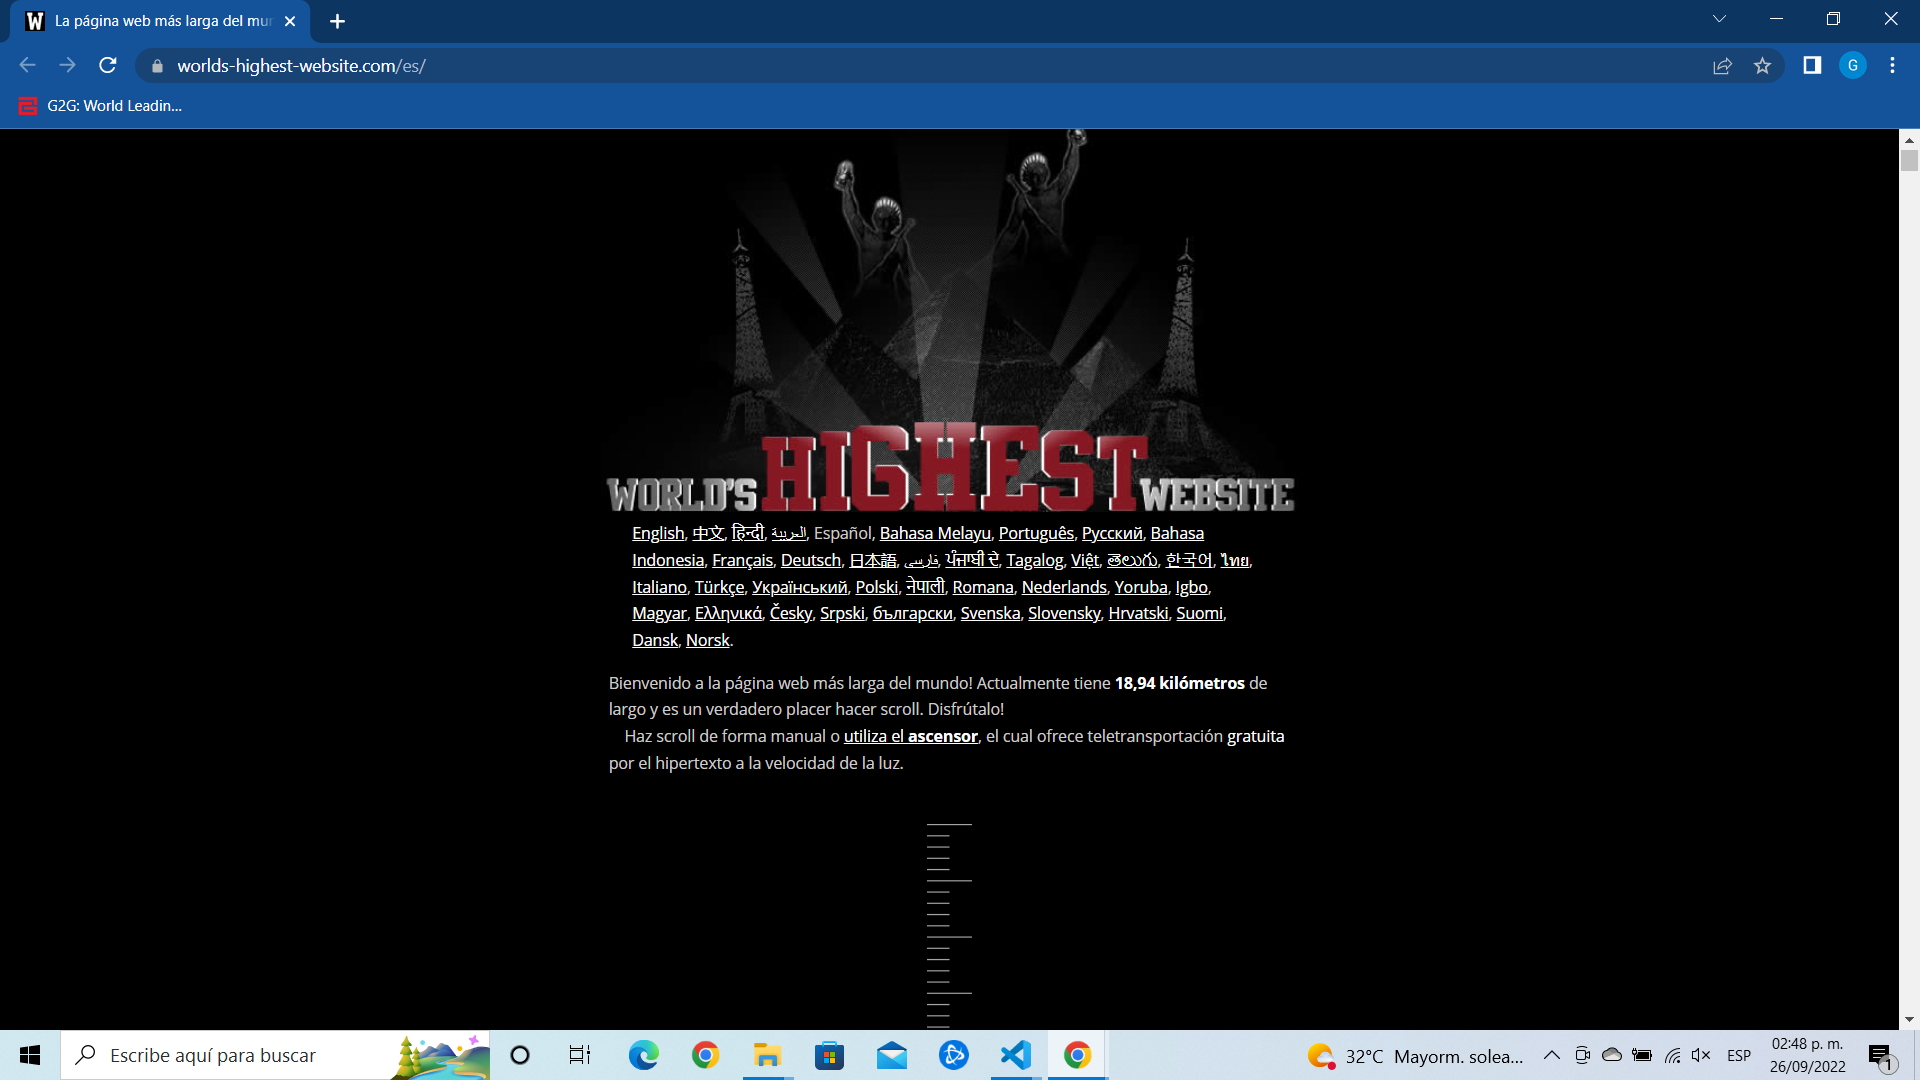 La página web más larga del mun
worlds-highest-website.com/es/
G
G2G: World Leadin...
WORLD'S HIGHEST WEBSITE
English, 中文, हिन्दी, العربية, Español, Bahasa Melayu, Português, Русский, Bahasa
Indonesia, Français, Deutsch, 日本語, فارسی, ਪੰਜਾਬੀ ਦੇ, Tagalog, Việt, తెలుగు, 한국어, ไทย,
Italiano, Türkçe, Український, Polski, नेपाली, Romana, Nederlands, Yoruba, Igbo,
Magyar, Ελληνικά, Česky, Srpski, български, Svenska, Slovensky, Hrvatski, Suomi,
Dansk, Norsk.
Bienvenido a la página web más larga del mundo! Actualmente tiene 18,94 kilómetros de
largo y es un verdadero placer hacer scroll. Disfrútalo!
Haz scroll de forma manual o utiliza el ascensor, el cual ofrece teletransportación gratuita
por el hipertexto a la velocidad de la luz.
Escribe aquí para buscar
32°C Mayorm. solea...
ESP
02:48 p. m.
26/09/2022
1